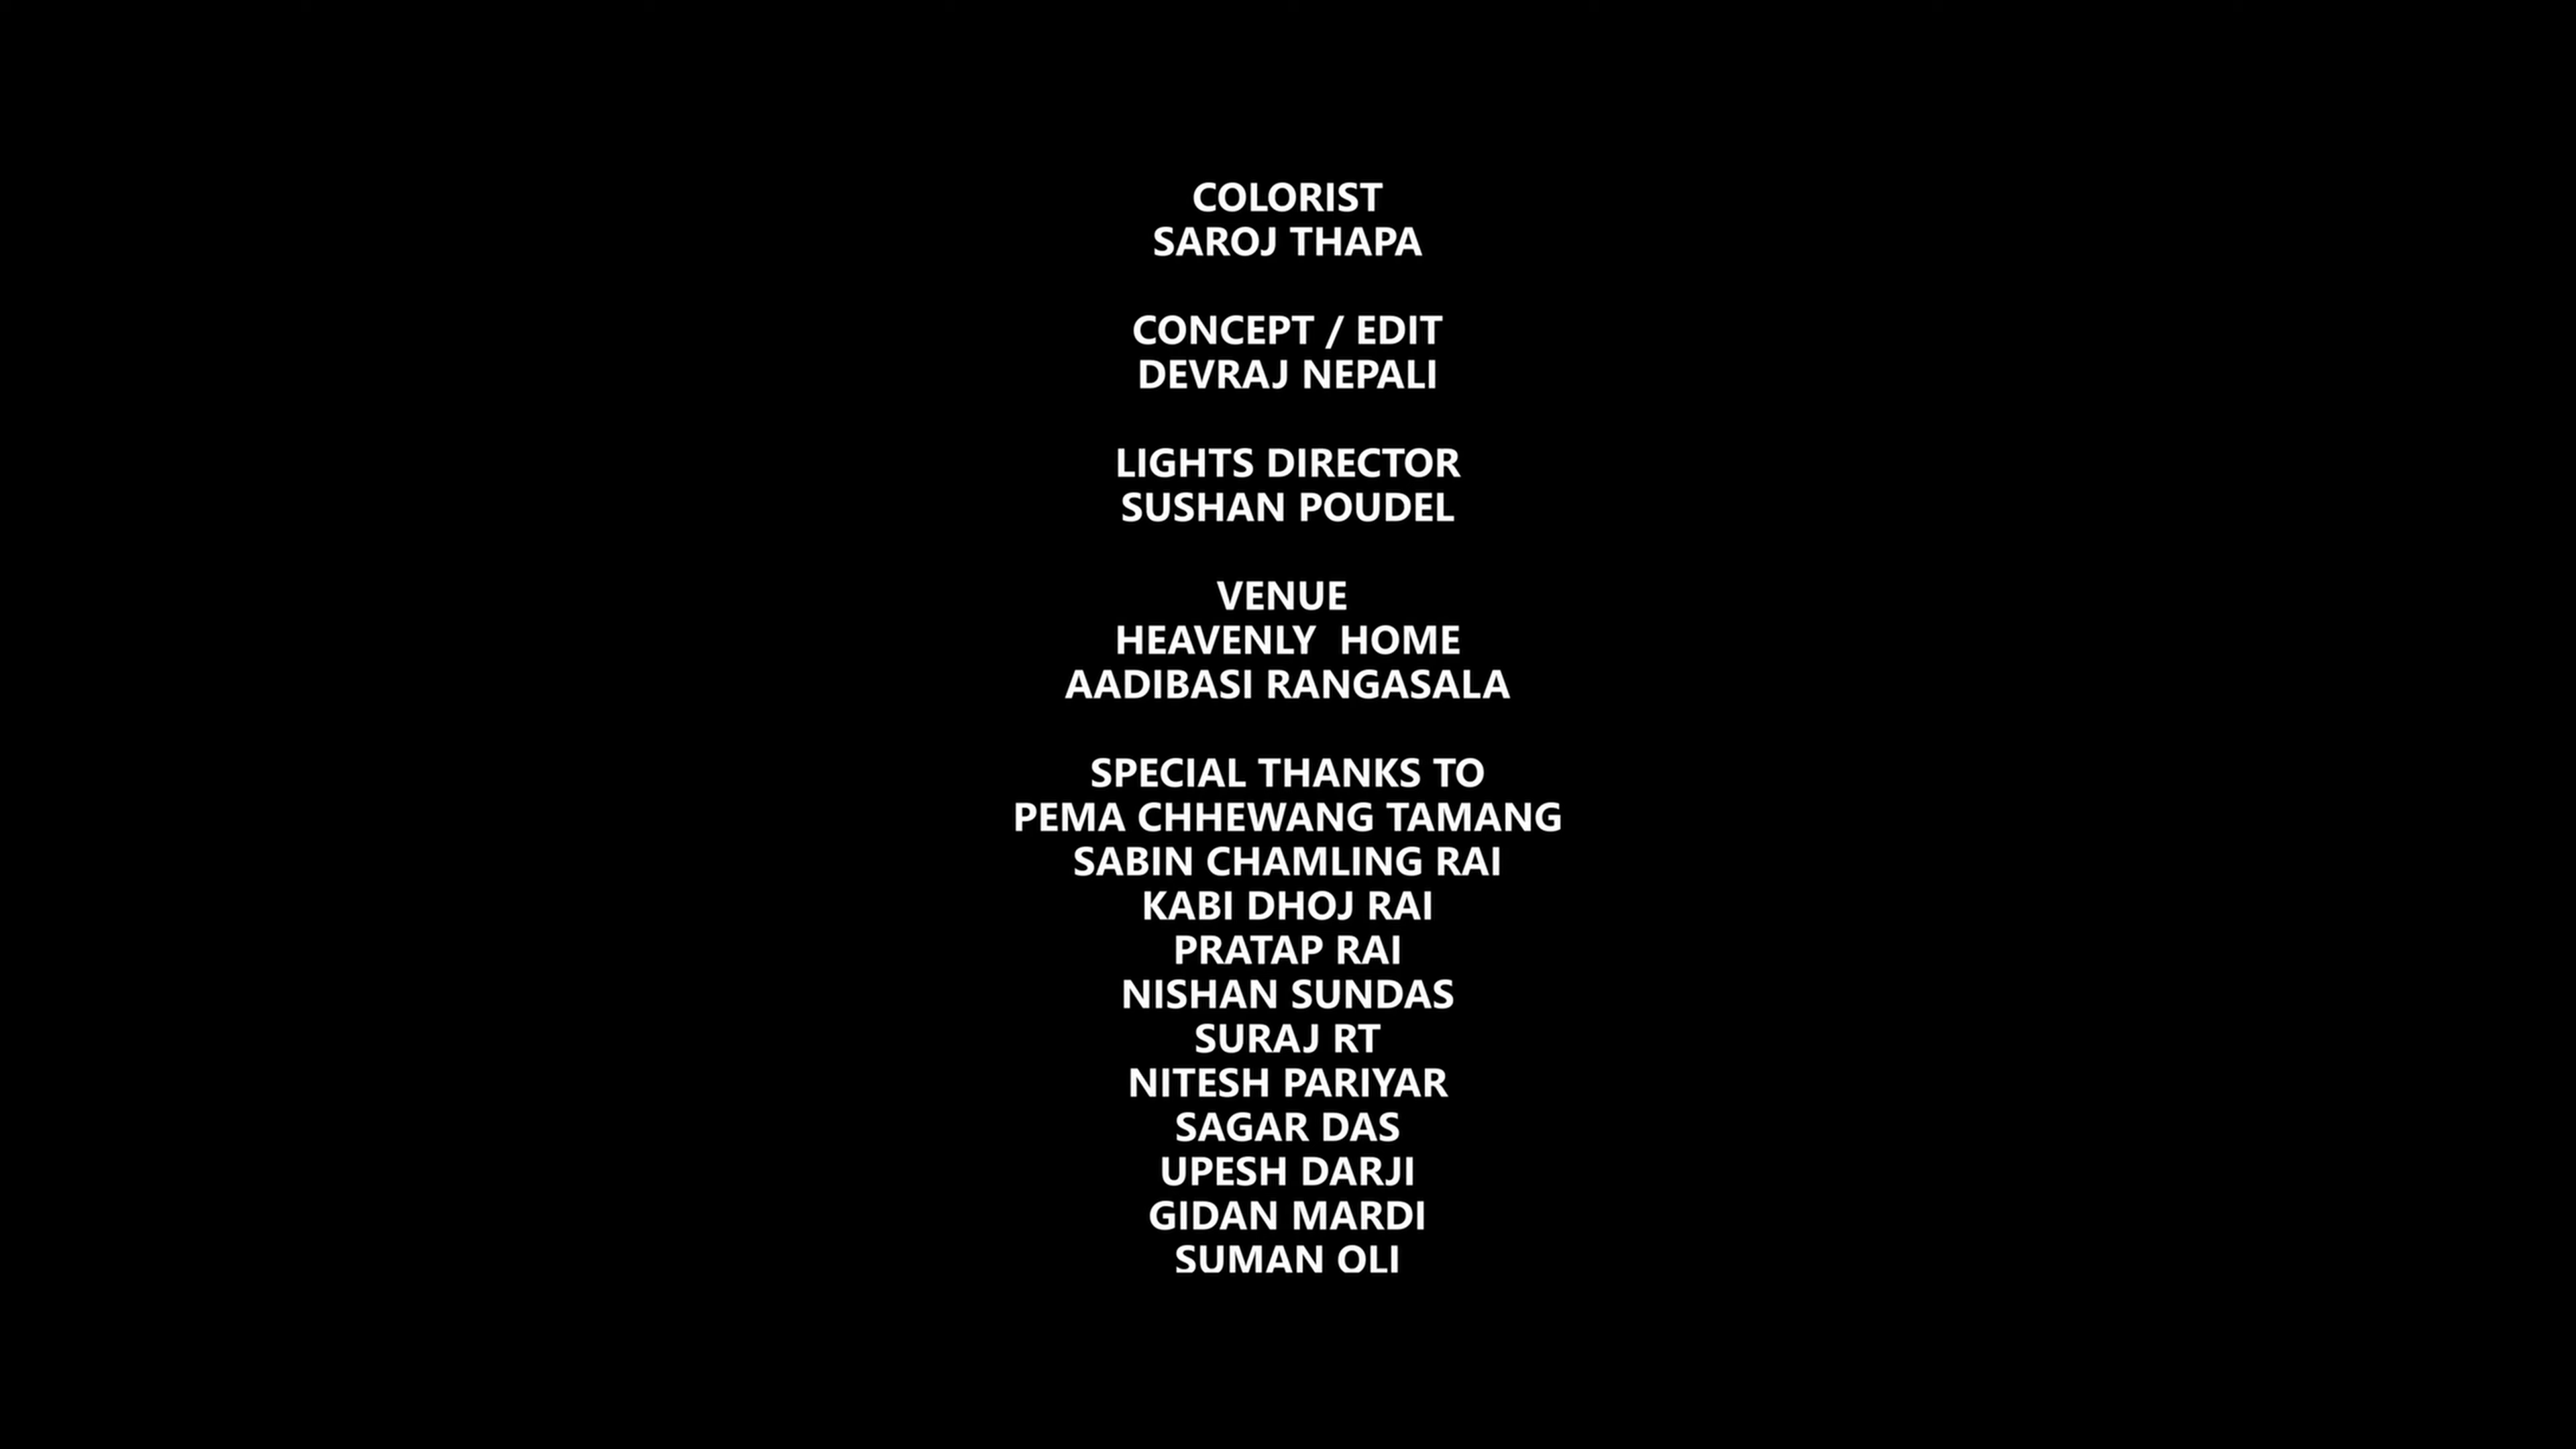 COLORIST
SAROJ THAPA
CONCEPT / EDIT
DEVRAJ NEPALI
LIGHTS DIRECTOR
SUSHAN POUDEL
VENUE
HEAVENLY  HOME
AADIBASI RANGASALA
SPECIAL THANKS TO
PEMA CHHEWANG TAMANG
SABIN CHAMLING RAI
KABI DHOJ RAI
PRATAP RAI
NISHAN SUNDAS
SURAJ RT
NITESH PARIYAR
SAGAR DAS
UPESH DARJI
GIDAN MARDI
SUMAN OLI